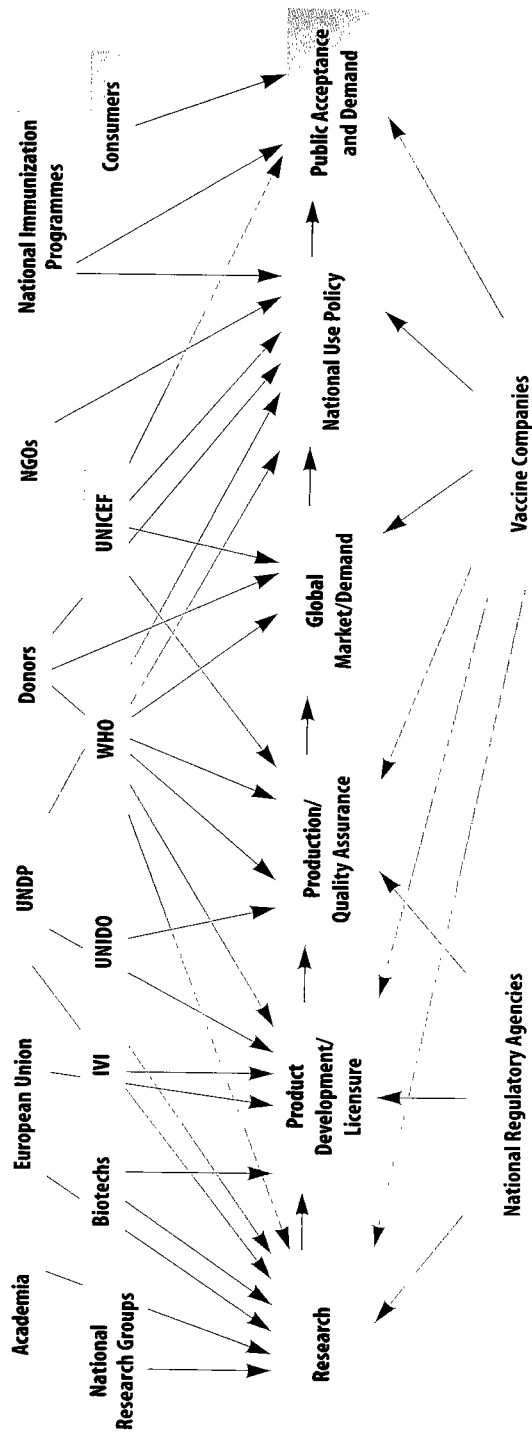 Academia
European Union
UNDP
Donors
NGOs
National Immunization
Programmes
National
Research Groups
Biotechs
IVI
UNIDO
WHO
UNICEF
Consumers
Research
Product
Development/
Licensure
Production/
Quality Assurance
Global
Market/Demand
National Use Policy
Public Acceptance
and Demand
National Regulatory Agencies
Vaccine Companies